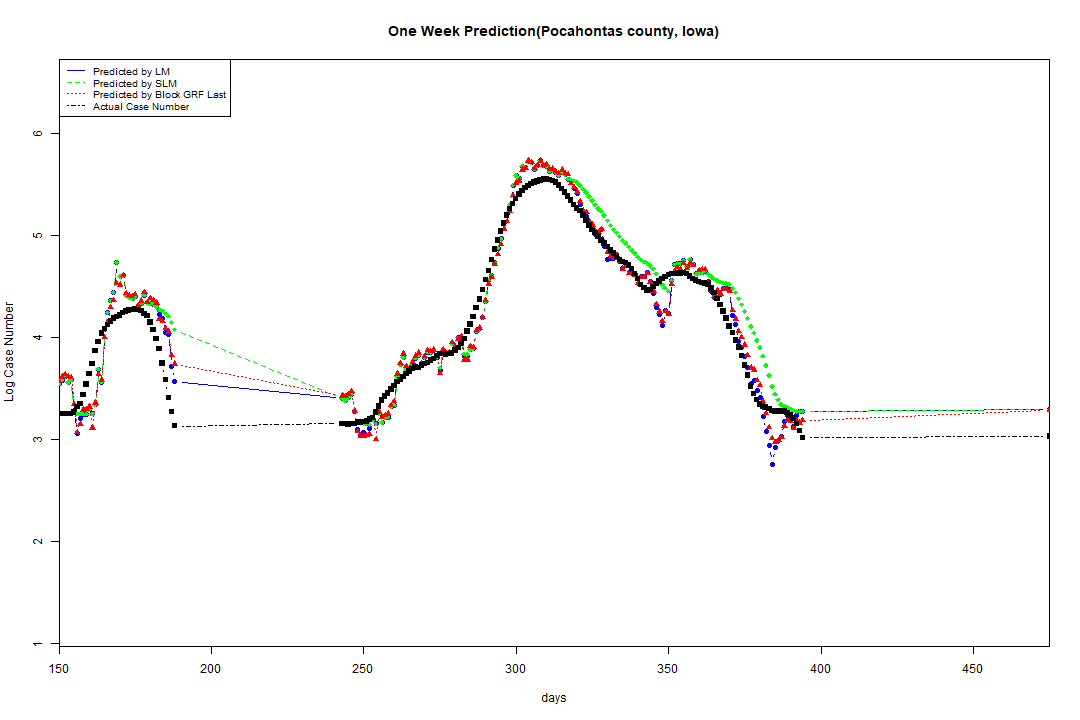 One Week Prediction(Pocahontas county, Iowa)
Predicted by LM
Predicted by SLM
Predicted by Block GRF Last
Actual Case Number
6
5
4
3
2
1
Log Case Number
150 200 250 300 350 400 450
days